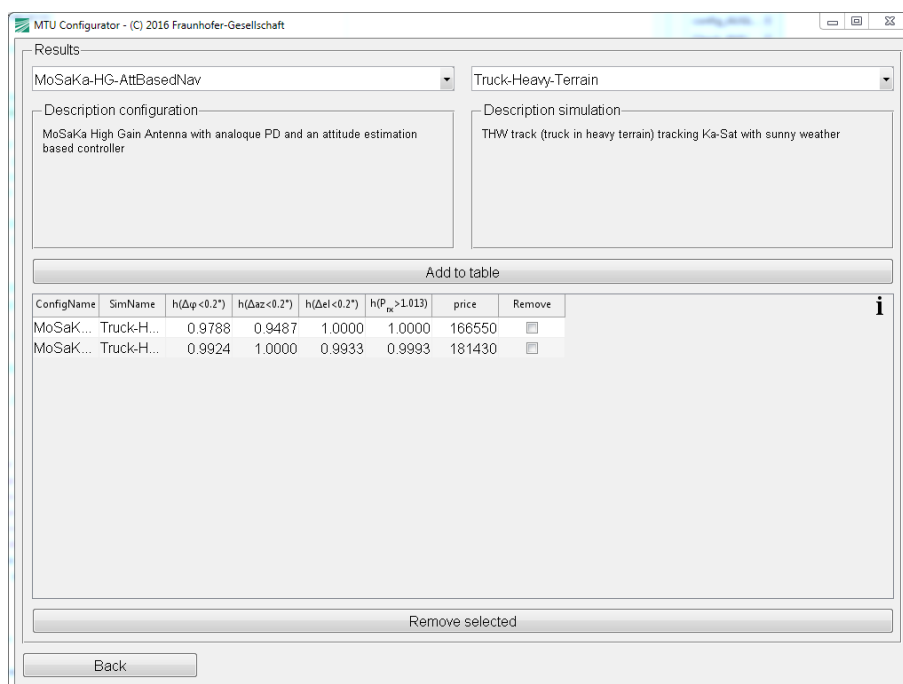 MTU Configurator - (C) 2016 Fraunhofer-Gesellschaft
Results
MoSaKa-HG-AttBasedNav
Truck-Heavy-Terrain
Description configuration
MoSaKa High Gain Antenna with analoque PD and an attitude estimation
based controller
Description simulation
THW track (truck in heavy terrain) tracking Ka-Sat with sunny weather
Add to table
ConfigName SimName h(Δφ<0.2°) h(Δaz<0.2°) h(Δel<0.2°) h(P_rx>1.013) price Remove
MoSaK... Truck-H... 0.9788 0.9487 1.0000 1.0000 166550
MoSaK... Truck-H... 0.9924 1.0000 0.9933 0.9993 181430
i
Remove selected
Back